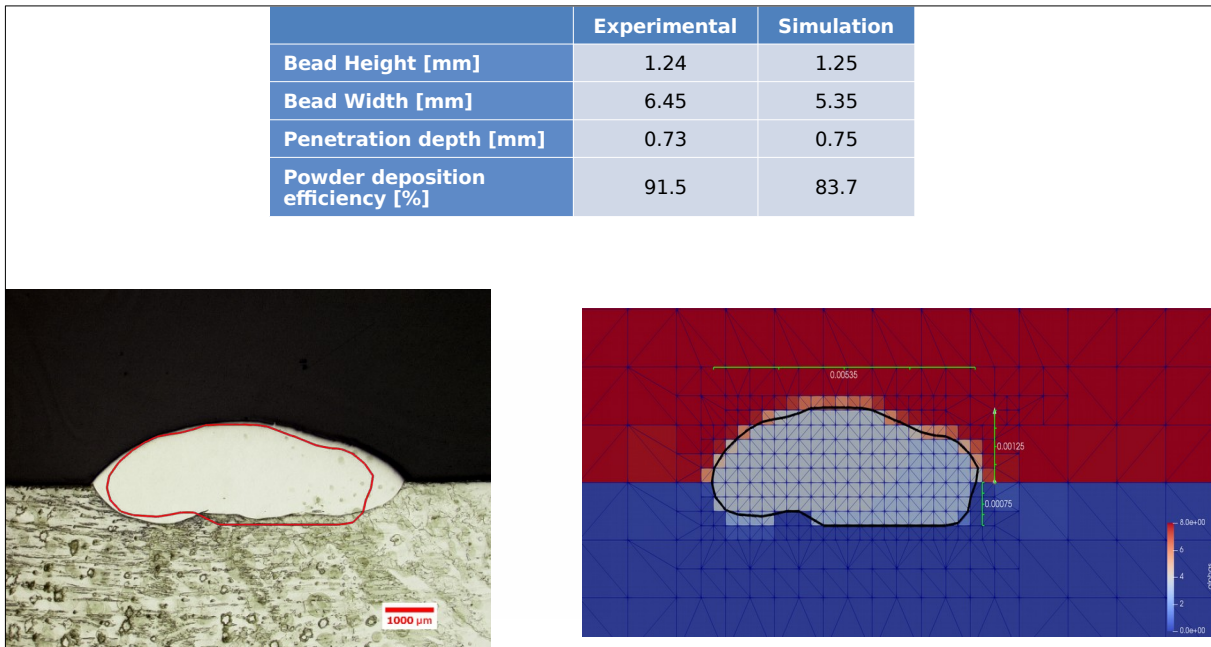 Experimental Simulation
Bead Height [mm] 1.24 1.25
Bead Width [mm] 6.45 5.35
Penetration depth [mm] 0.73 0.75
Powder deposition
efficiency [%] 91.5 83.7
0.00535
0.00125
0.00075
1000 µm
8.0e+00
6
4
2
0.0e+00